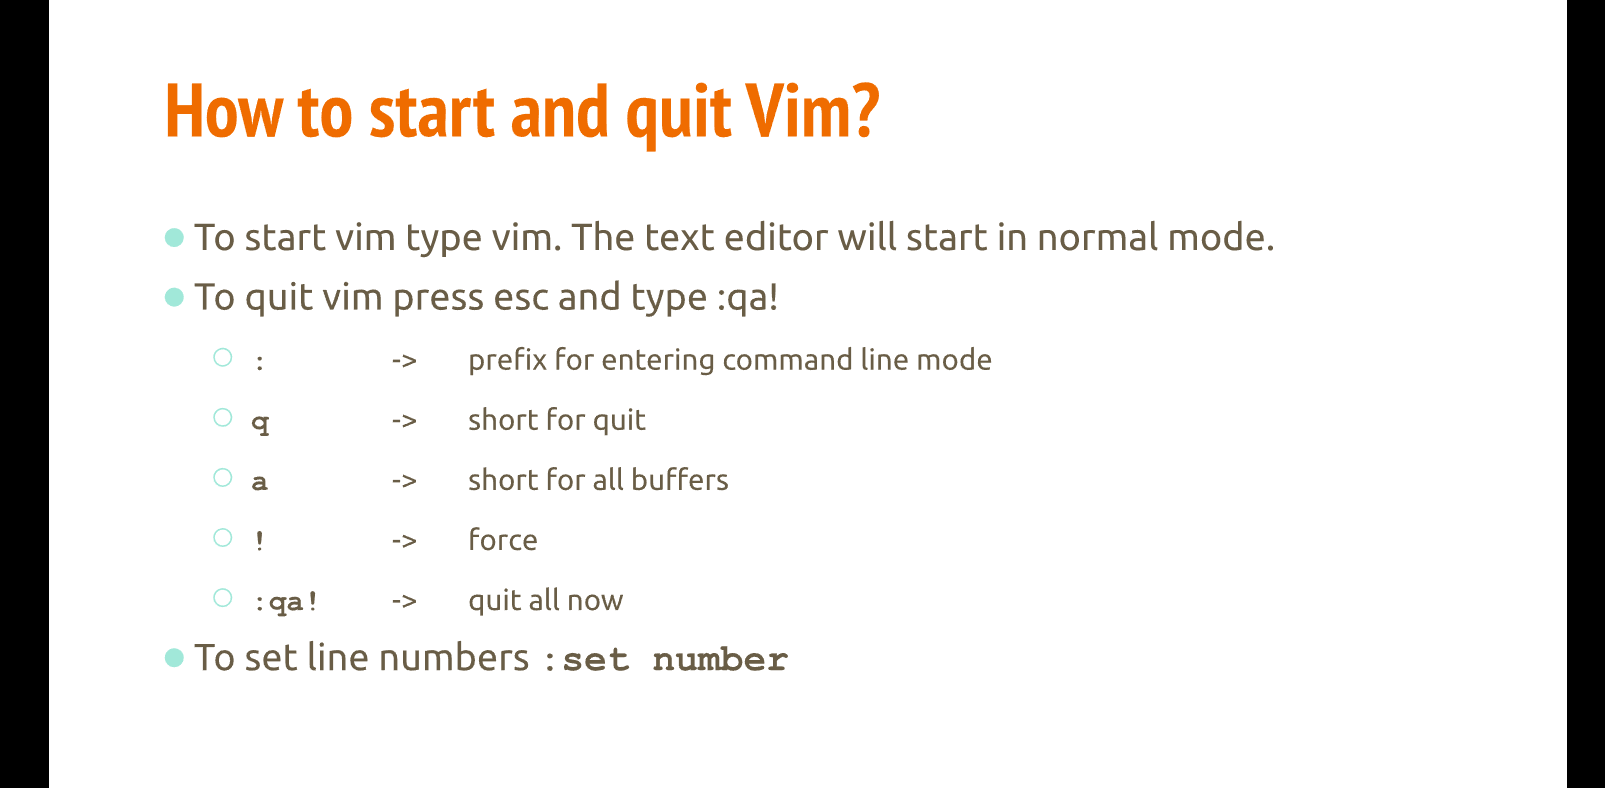 How to start and quit Vim?
To start vim type vim. The text editor will start in normal mode.
To quit vim press esc and type :qa!
: -> prefix for entering command line mode
q -> short for quit
a -> short for all buffers
! -> force
:qa! -> quit all now
To set line numbers :set number